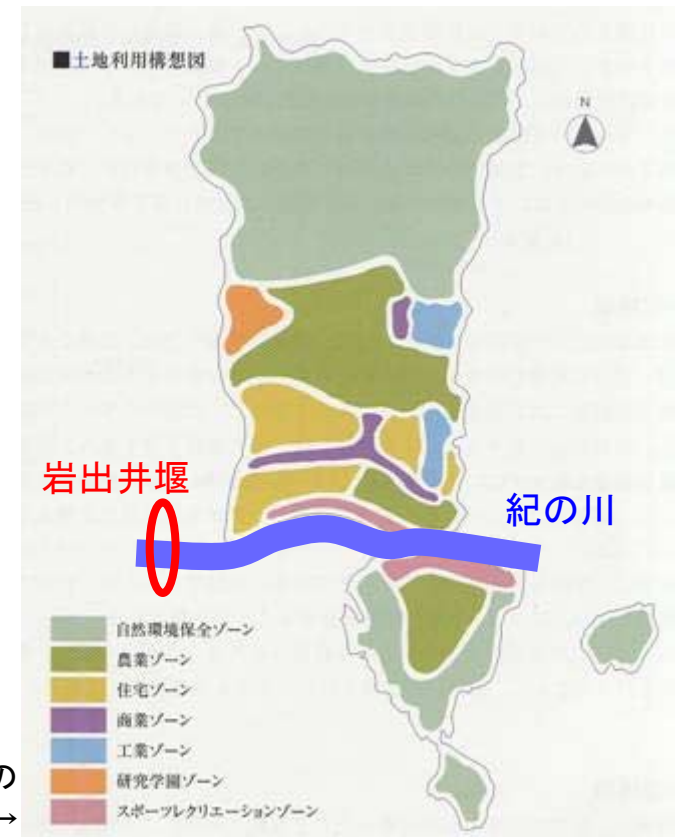 ■土地利用構想図
N
岩出井堰
紀の川
自然環境保全ゾーン
農業ゾーン
住宅ゾーン
商業ゾーン
工業ゾーン
研究学園ゾーン
スポーツレクリエーションゾーン
の
→